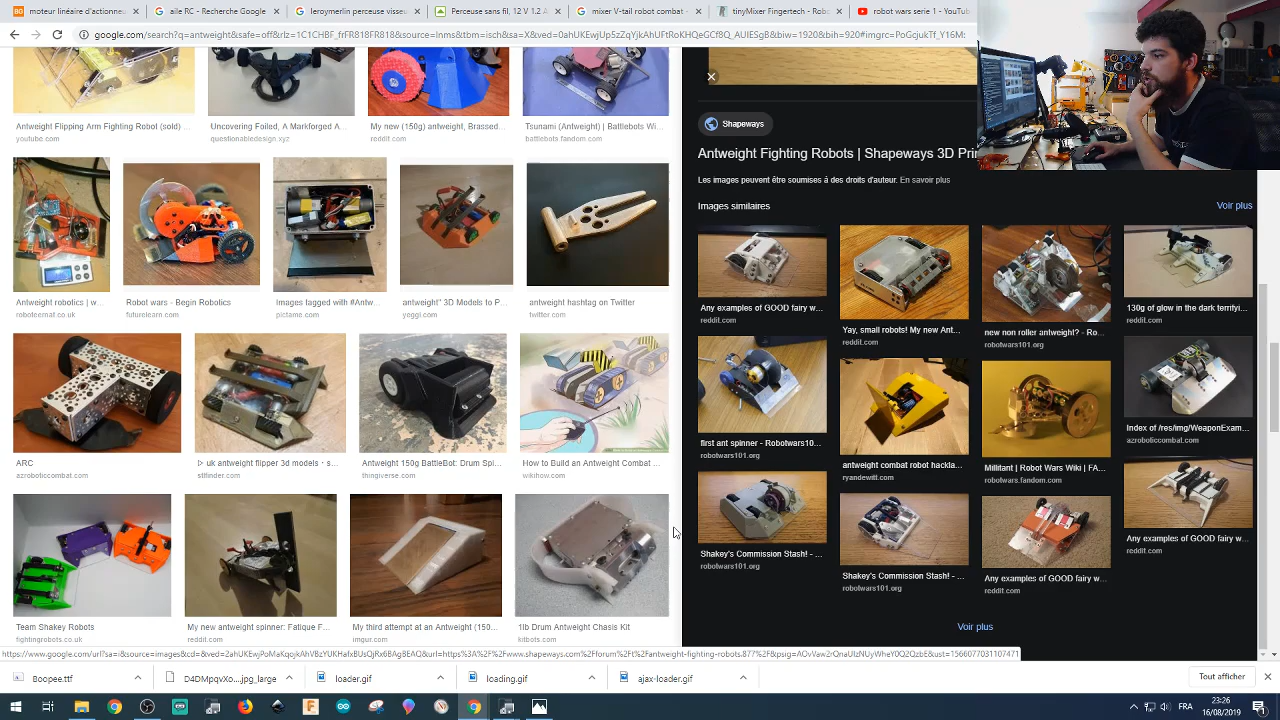 moteur linéaire d'actionneu
aile RC - Recherche Google
leroymerlin perceuse visseu
Perceuse Sans fil, 12 V 1.2 A
mixer V-tail robot combat
tinyMixer Fingertech - Rob
robot wars serie 1 - YouTub
google.com/search?q=antweight&safe=off&rlz=1C1CHBF_frFR818FR818&source=lnms&tbm=isch&sa=X&ved=0ahUKEwjUp5zZqYjkAhUFtRoKHQeGCf8Q_AUIESgB&biw=1920&bih=920#imgrc=PoGcjukTf_Y16M:
Antweight Flipping Arm Fighting Robot (sold) ...
youtube.com
Uncovering Foiled, A Markforged A...
questionabledesign.xyz
My new (150g) antweight, Brassed...
reddit.com
Tsunami (Antweight) | Battlebots Wi...
battlebots.fandom.com
Shapeways
Antweight Fighting Robots | Shapeways 3D Prin
Les images peuvent être soumises à des droits d'auteur. En savoir plus
Images similaires
Voir plus
Antweight robotics | w...
roboteernat.co.uk
Robot wars - Begin Robotics
futurelearn.com
Images tagged with #Antw...
pictame.com
antweight" 3D Models to P...
yeggi.com
antweight hashtag on Twitter
twitter.com
Any examples of GOOD fairy w...
reddit.com
Yay, small robots! My new Ant...
reddit.com
new non roller antweight? - Ro...
robotwars101.org
130g of glow in the dark terrifyi...
reddit.com
first ant spinner - Robotwars10...
robotwars101.org
antweight combat robot hackla...
ryandewitt.com
Millitant | Robot Wars Wiki | FA...
robotwars.fandom.com
Index of /res/img/WeaponExam...
azroboticcombat.com
ARC
azroboticcombat.com
ᐅ uk antweight flipper 3d models - s...
stlfinder.com
Antweight 150g BattleBot: Drum Spi...
thingiverse.com
How to Build an Antweight Combat ...
wikihow.com
Shakey's Commission Stash! - ...
robotwars101.org
Shakey's Commission Stash! - ...
robotwars101.org
Any examples of GOOD fairy w...
reddit.com
Any examples of GOOD fairy w...
reddit.com
Team Shakey Robots
fightingrobots.co.uk
My new antweight spinner: Fatique F...
reddit.com
My third attempt at an Antweight (150...
imgur.com
1lb Drum Antweight Chasis Kit
kitbots.com
Voir plus
Boopee.ttf
D4DMpqvXo....jpg_large
loader.gif
loading.gif
ajax-loader.gif
Tout afficher
FRA
23:26
16/08/2019